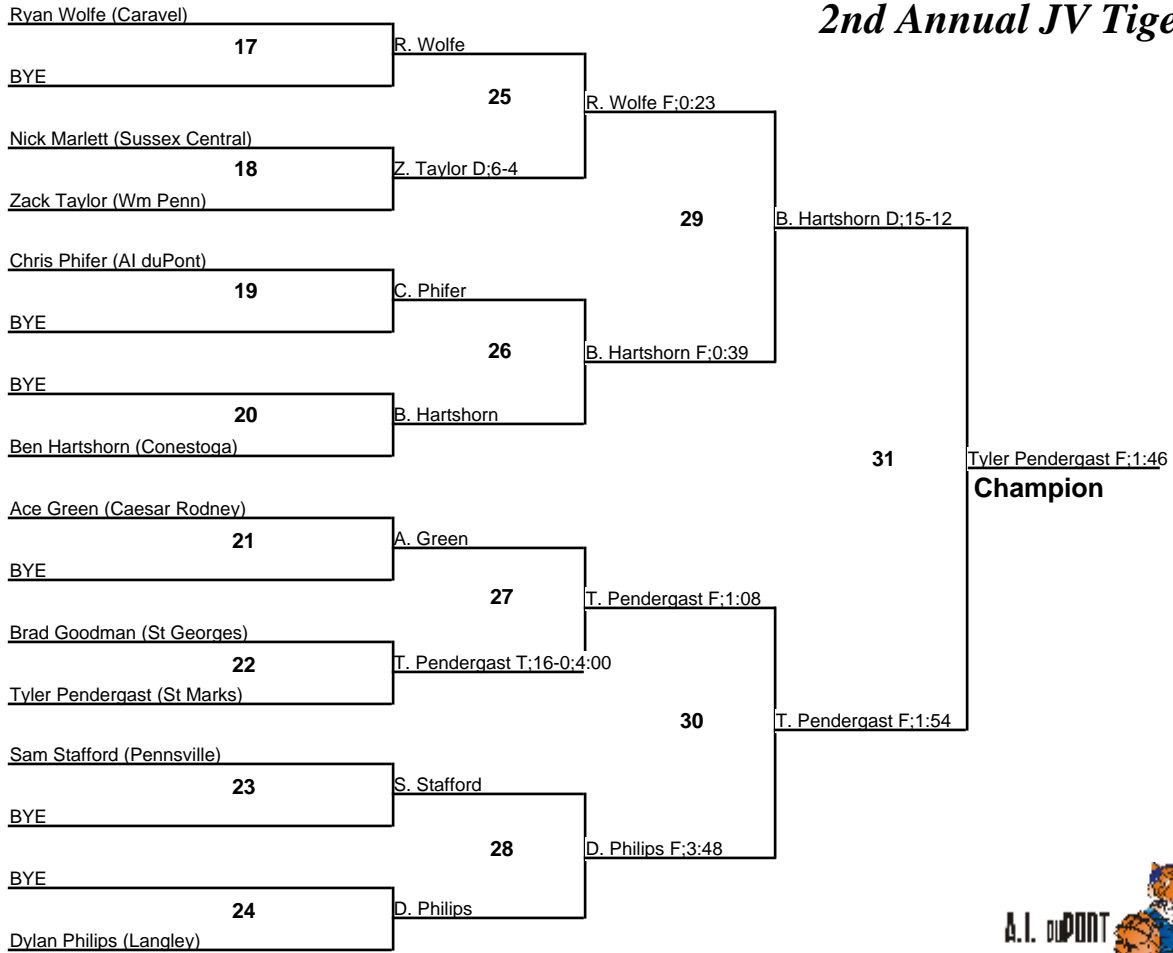 2nd Annual JV Tige
Ryan Wolfe (Caravel)
17
R. Wolfe
BYE
25
R. Wolfe F;0:23
Nick Marlett (Sussex Central)
18
Z. Taylor D;6-4
Zack Taylor (Wm Penn)
29
B. Hartshorn D;15-12
Chris Phifer (AI duPont)
19
C. Phifer
BYE
26
B. Hartshorn F;0:39
BYE
20
B. Hartshorn
Ben Hartshorn (Conestoga)
31
Tyler Pendergast F;1:46
Champion
Ace Green (Caesar Rodney)
21
A. Green
BYE
27
T. Pendergast F;1:08
Brad Goodman (St Georges)
22
T. Pendergast T;16-0;4:00
Tyler Pendergast (St Marks)
30
T. Pendergast F;1:54
Sam Stafford (Pennsville)
23
S. Stafford
BYE
28
D. Philips F;3:48
BYE
24
D. Philips
Dylan Philips (Langley)
A.I. duPONT